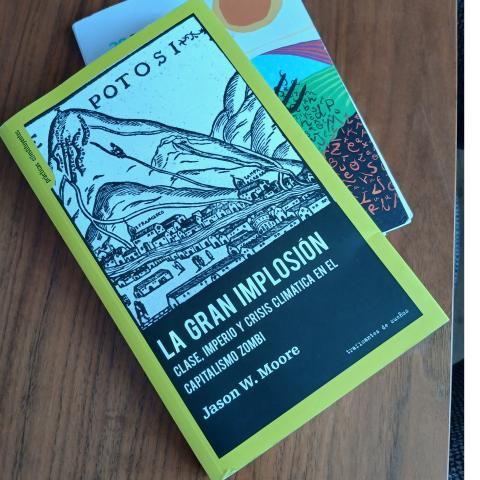 POTOSI
LA GRAN IMPLOSIÓN
CLASE, IMPERIO Y CRISIS CLIMÁTICA EN EL
CAPITALISMO ZOMBI
Jason W. Moore
traficantes de sueños